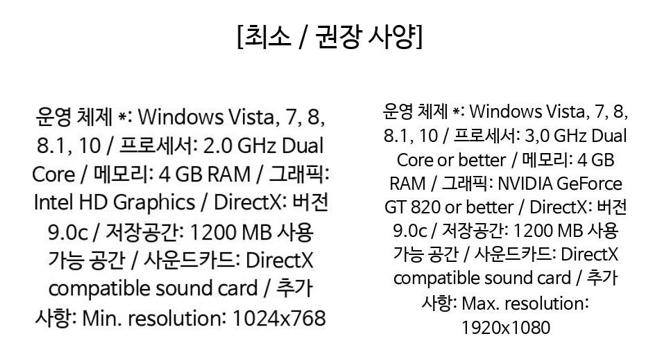 [최소 / 권장 사양]
운영 체제 *: Windows Vista, 7, 8,
8.1, 10 / 프로세서: 2.0 GHz Dual
Core / 메모리: 4 GB RAM / 그래픽:
Intel HD Graphics / DirectX: 버전
9.0c / 저장공간: 1200 MB 사용
가능 공간 / 사운드카드: DirectX
compatible sound card / 추가
사항: Min. resolution: 1024x768
운영 체제 *: Windows Vista, 7, 8,
8.1, 10 / 프로세서: 3,0 GHz Dual
Core or better / 메모리: 4 GB
RAM / 그래픽: NVIDIA GeForce
GT 820 or better / DirectX: 버전
9.0c / 저장공간: 1200 MB 사용
가능 공간 / 사운드카드: DirectX
compatible sound card / 추가
사항: Max. resolution:
1920x1080